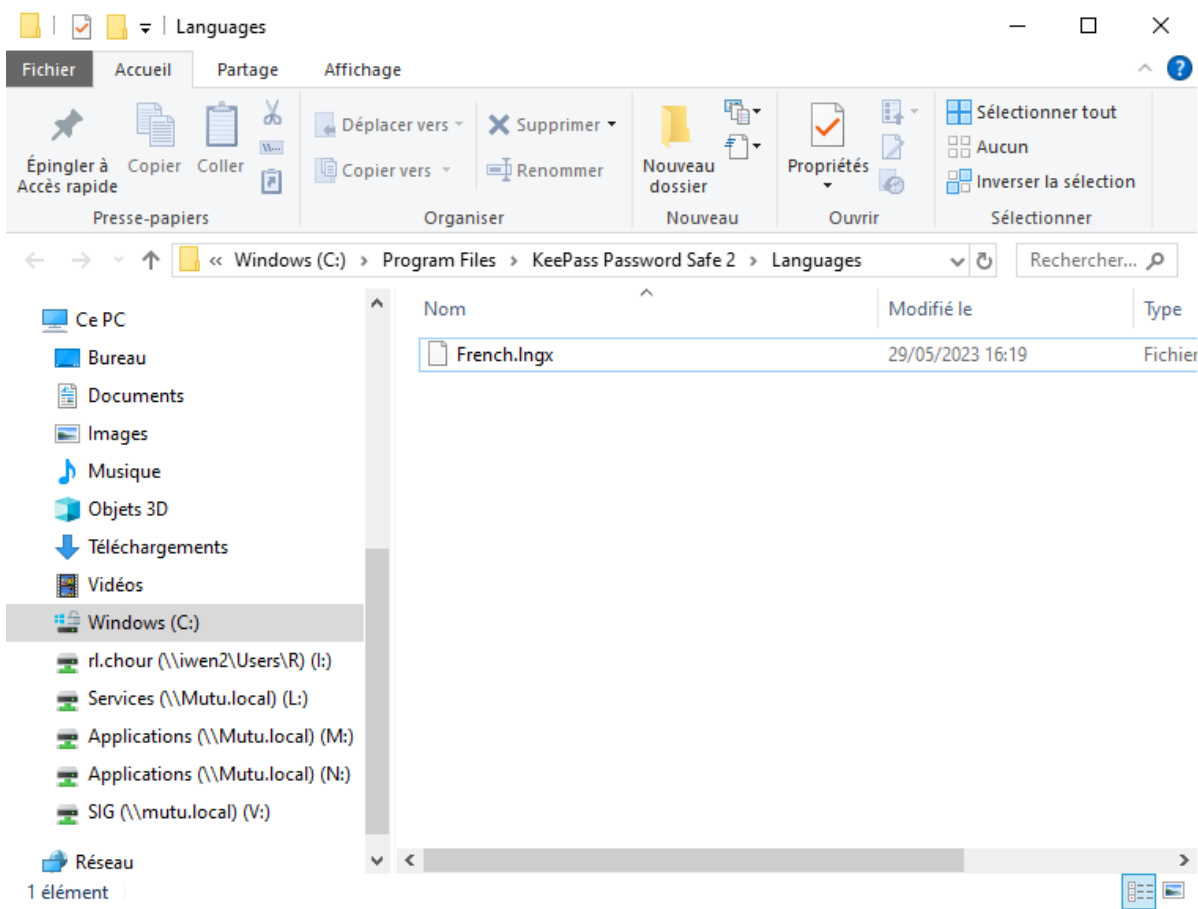 Languages
Fichier Accueil Partage Affichage
Épingler à Accès rapide
Copier
Coller
Presse-papiers
Déplacer vers
Copier vers
Supprimer
Renommer
Organiser
Nouveau dossier
Nouveau
Propriétés
Ouvrir
Sélectionner tout
Aucun
Inverser la sélection
Sélectionner
« Windows (C:) > Program Files > KeePass Password Safe 2 > Languages
Rechercher...
Ce PC
Bureau
Documents
Images
Musique
Objets 3D
Téléchargements
Vidéos
Windows (C:)
rl.chour (\\iwen2\Users\R) (I:)
Services (\\Mutu.local) (L:)
Applications (\\Mutu.local) (M:)
Applications (\\Mutu.local) (N:)
SIG (\\mutu.local) (V:)
Réseau
Nom Modifié le Type
French.lngx 29/05/2023 16:19 Fichier
1 élément